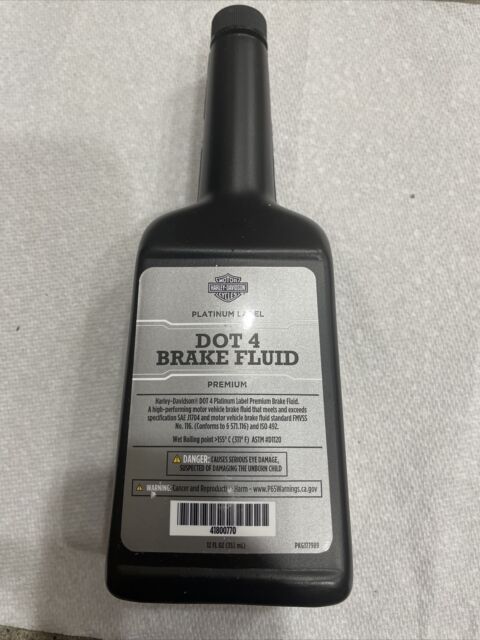 MOTOR
HARLEY-DAVIDSON
CYCLES
PLATINUM LABEL
DOT 4
BRAKE FLUID
PREMIUM
Harley-Davidson® DOT 4 Platinum Label Premium Brake Fluid.
A high-performing motor vehicle brake fluid that meets and exceeds
specification SAE J1704 and motor vehicle brake fluid standard FMVSS
No. 116. (Conforms to § 571.116) and ISO 492.
Wet Boiling point >155° C (311° F) ASTM #D1120
DANGER: CAUSES SERIOUS EYE DAMAGE,
SUSPECTED OF DAMAGING THE UNBORN CHILD
WARNING: Cancer and Reproductive Harm - www.P65Warnings.ca.gov
41800770
12 FL OZ (355 mL) PKG177989